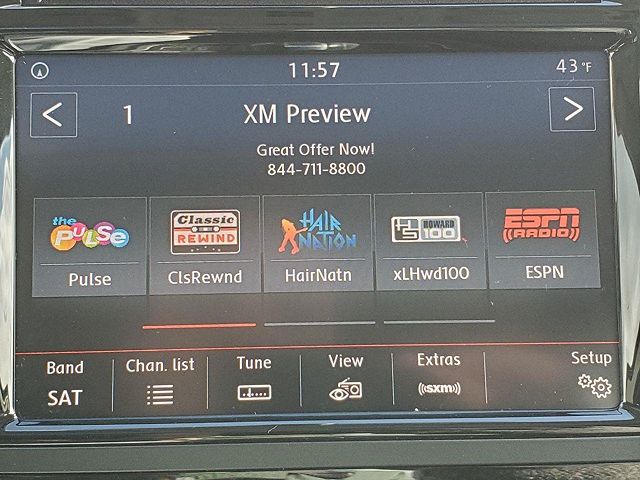 11:57 43°F
< 1 XM Preview >
Great Offer Now!
844-711-8800
the PULSE
Classic REWIND
HAIR NATION
HOWARD 100
ESPN RADIO
Pulse ClsRewnd HairNatn xLHwd100 ESPN
Band Chan. list Tune View Extras Setup
SAT ((sxm))